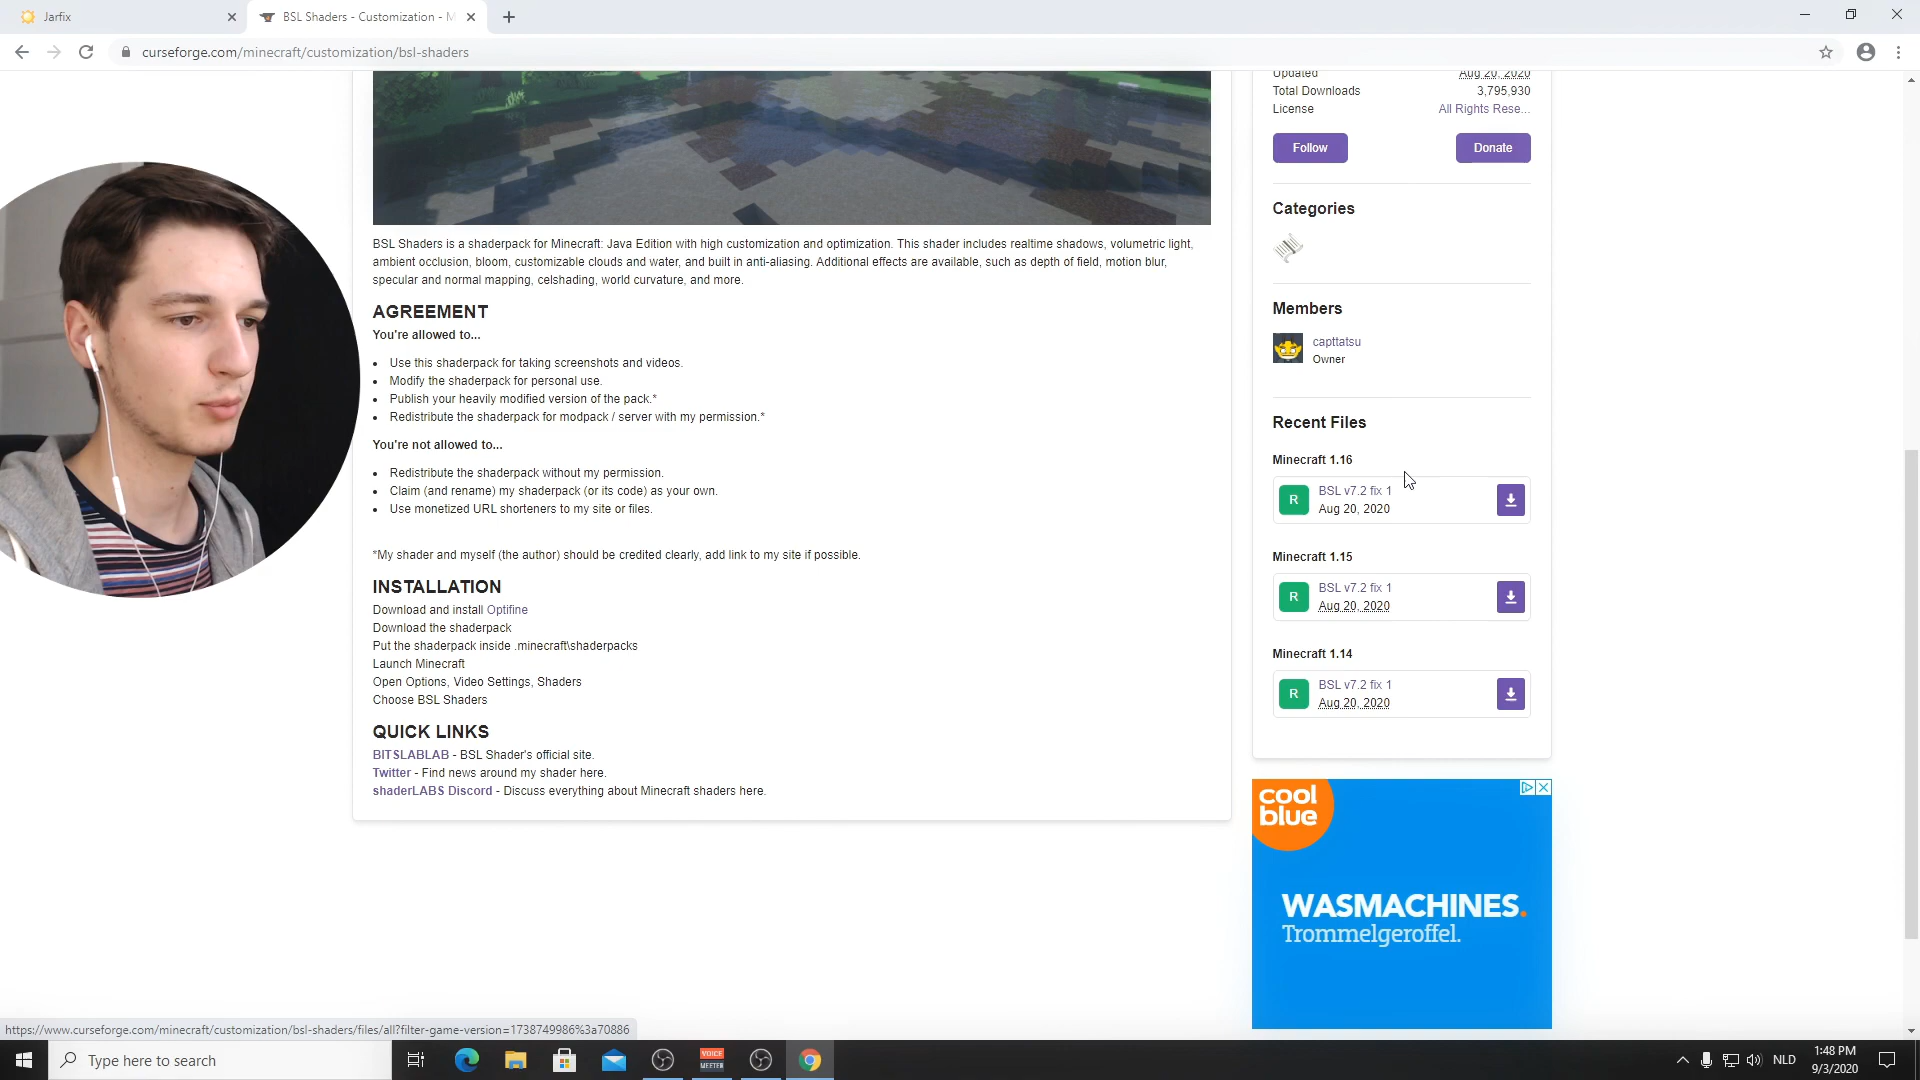 Jarfix
BSL Shaders - Customization - M
curseforge.com/minecraft/customization/bsl-shaders
Updated Aug 20, 2020
Total Downloads 3,795,930
License All Rights Rese...
Follow Donate
Categories
Members
capttatsu
Owner
Recent Files
Minecraft 1.16
R BSL v7.2 fix 1
Aug 20, 2020
Minecraft 1.15
R BSL v7.2 fix 1
Aug 20, 2020
Minecraft 1.14
R BSL v7.2 fix 1
Aug 20, 2020
BSL Shaders is a shaderpack for Minecraft: Java Edition with high customization and optimization. This shader includes realtime shadows, volumetric light,
ambient occlusion, bloom, customizable clouds and water, and built in anti-aliasing. Additional effects are available, such as depth of field, motion blur,
specular and normal mapping, celshading, world curvature, and more.
AGREEMENT
You're allowed to...
• Use this shaderpack for taking screenshots and videos.
• Modify the shaderpack for personal use.
• Publish your heavily modified version of the pack.*
• Redistribute the shaderpack for modpack / server with my permission.*
You're not allowed to...
• Redistribute the shaderpack without my permission.
• Claim (and rename) my shaderpack (or its code) as your own.
• Use monetized URL shorteners to my site or files.
*My shader and myself (the author) should be credited clearly, add link to my site if possible.
INSTALLATION
Download and install Optifine
Download the shaderpack
Put the shaderpack inside .minecraft\shaderpacks
Launch Minecraft
Open Options, Video Settings, Shaders
Choose BSL Shaders
QUICK LINKS
BITSLABLAB - BSL Shader's official site.
Twitter - Find news around my shader here.
shaderLABS Discord - Discuss everything about Minecraft shaders here.
cool
blue
WASMACHINES.
Trommelgeroffel.
https://www.curseforge.com/minecraft/customization/bsl-shaders/files/all?filter-game-version=1738749986%3a70886
Type here to search
VOICE
MEETER
NLD
1:48 PM
9/3/2020